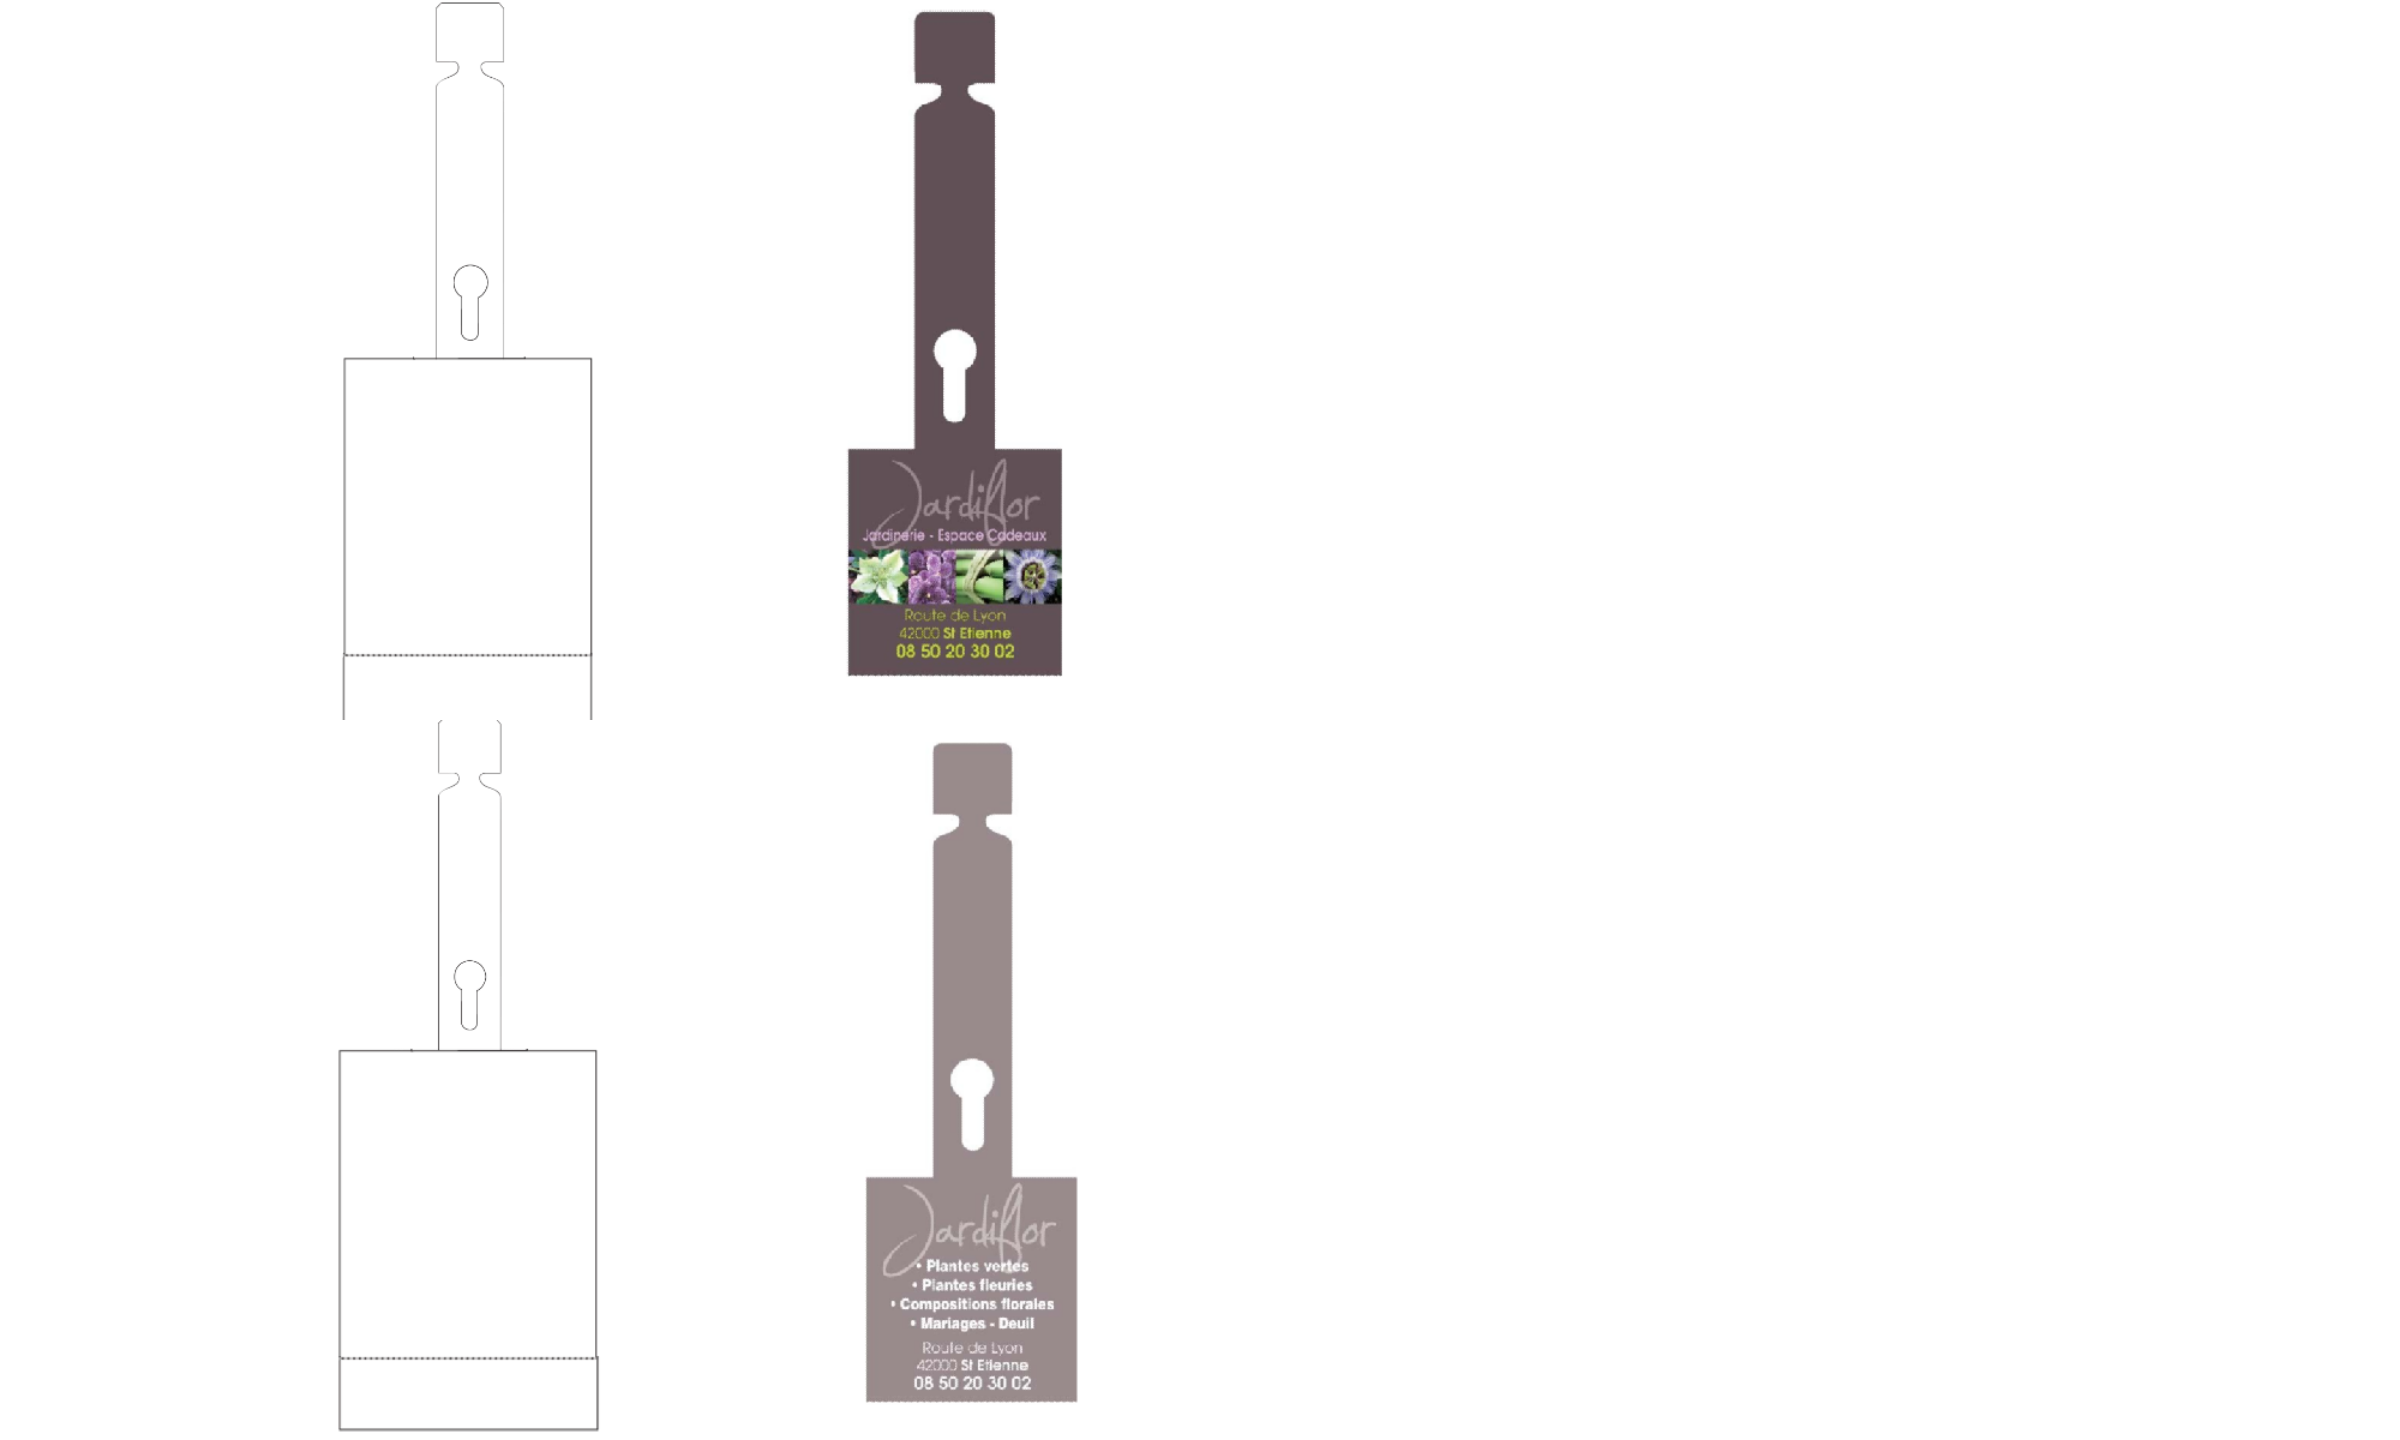 Jardiflor
Jardinerie - Espace Cadeaux
Route de Lyon
42000 St Etienne
08 50 20 30 02
Jardiflor
• Plantes vertes
• Plantes fleuries
• Compositions florales
• Mariages - Deuil
Route de Lyon
42000 St Etienne
08 50 20 30 02